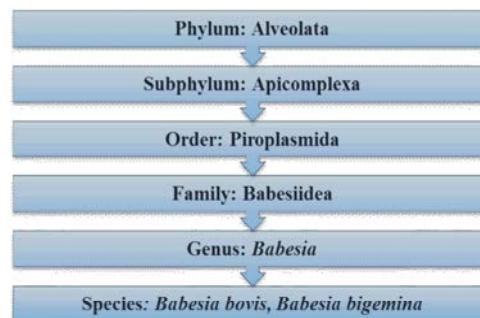 Phylum: Alveolata
Subphylum: Apicomplexa
Order: Piroplasmida
Family: Babesiidea
Genus: Babesia
Species: Babesia bovis, Babesia bigemina